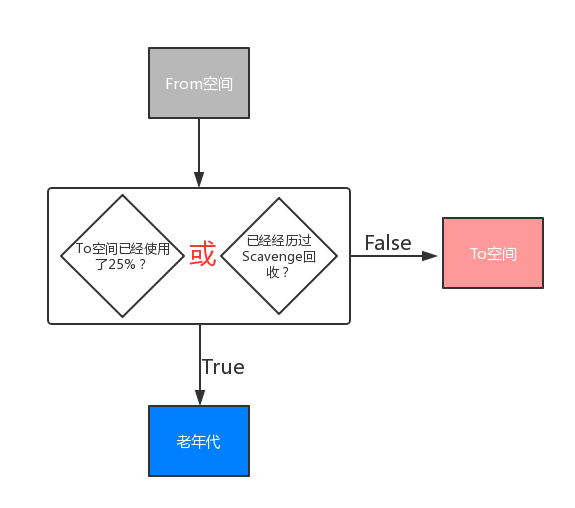 From空间
To空间已经使用
了25%？
或
已经经历过
Scavenge回
收？
False
To空间
True
老年代